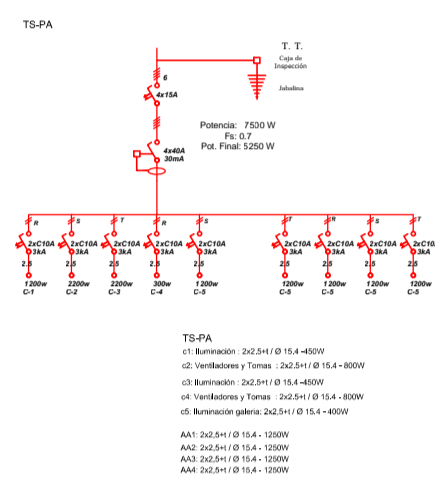 TS-PA
T. T.
Caja de
Inspección
Jabalina
6
4x15A
Potencia: 7500 W
Fs: 0.7
Pot. Final: 5250 W
4x40A
30mA
R S T R S T R S T
2xC10A 2xC10A 2xC10A 2xC10A 2xC10A 2xC10A 2xC10A 2xC10A 2xC10A
3kA 3kA 3kA 3kA 3kA 3kA 3kA 3kA 3kA
2.5 2.5 2.5 2.5 2.5 2.5 2.5 2.5 2.5
1200w 2200w 2200w 300w 1200w 1200w 1200w 1200w 1200w
C-1 C-2 C-3 C-4 C-5 C-5 C-5 C-5 C-5
TS-PA
c1: Iluminación : 2x2,5+t / Ø 15.4 -450W
c2: Ventiladores y Tomas : 2x2,5+t / Ø 15.4 - 800W
c3: Iluminación : 2x2,5+t / Ø 15.4 -450W
c4: Ventiladores y Tomas : 2x2,5+t / Ø 15.4 - 800W
c5: Iluminación galeria: 2x2,5+t / Ø 15.4 - 400W
AA1: 2x2,5+t / Ø 15,4 - 1250W
AA2: 2x2,5+t / Ø 15,4 - 1250W
AA3: 2x2,5+t / Ø 15,4 - 1250W
AA4: 2x2,5+t / Ø 15,4 - 1250W